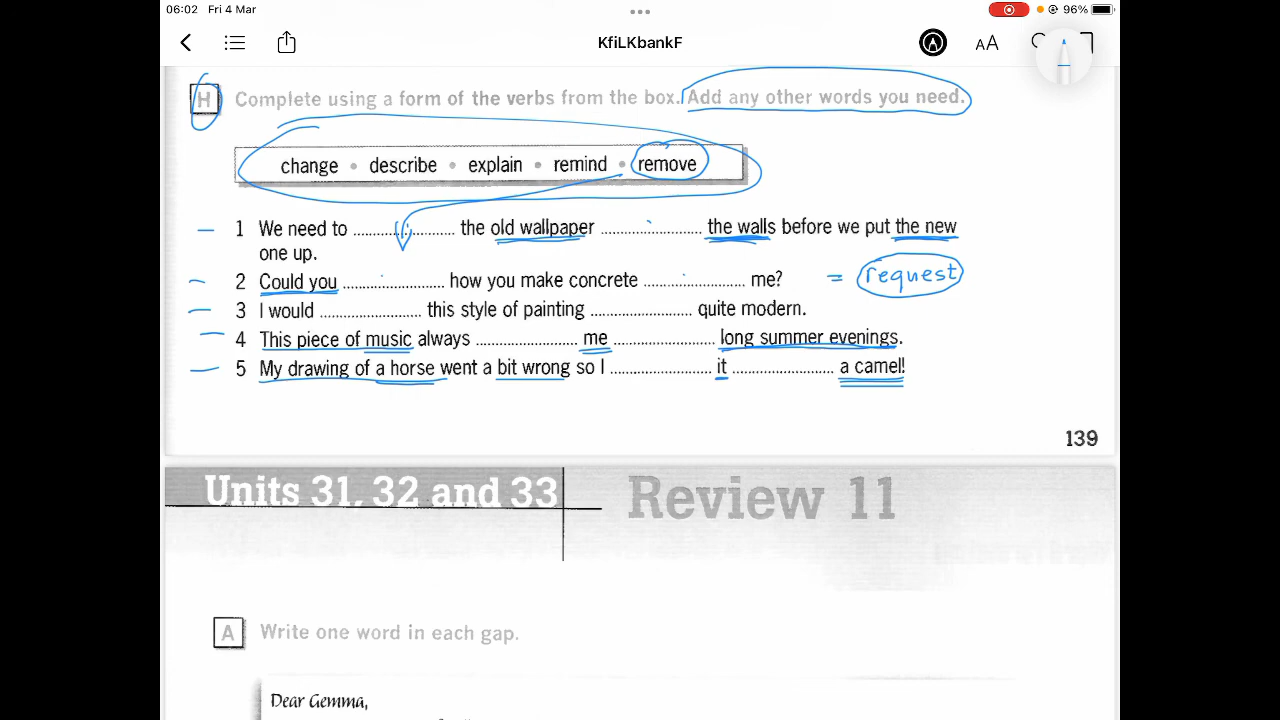 06:02 Fri 4 Mar
96%
KfiLKbankF
AA
H Complete using a form of the verbs from the box. Add any other words you need.
change • describe • explain • remind • remove
1 We need to .................... the old wallpaper .................... the walls before we put the new
one up.
2 Could you .................... how you make concrete .................... me? = request
3 I would .................... this style of painting .................... quite modern.
4 This piece of music always .................... me .................... long summer evenings.
5 My drawing of a horse went a bit wrong so I .................... it .................... a camel!
139
Units 31, 32 and 33 Review 11
A Write one word in each gap.
Dear Gemma,